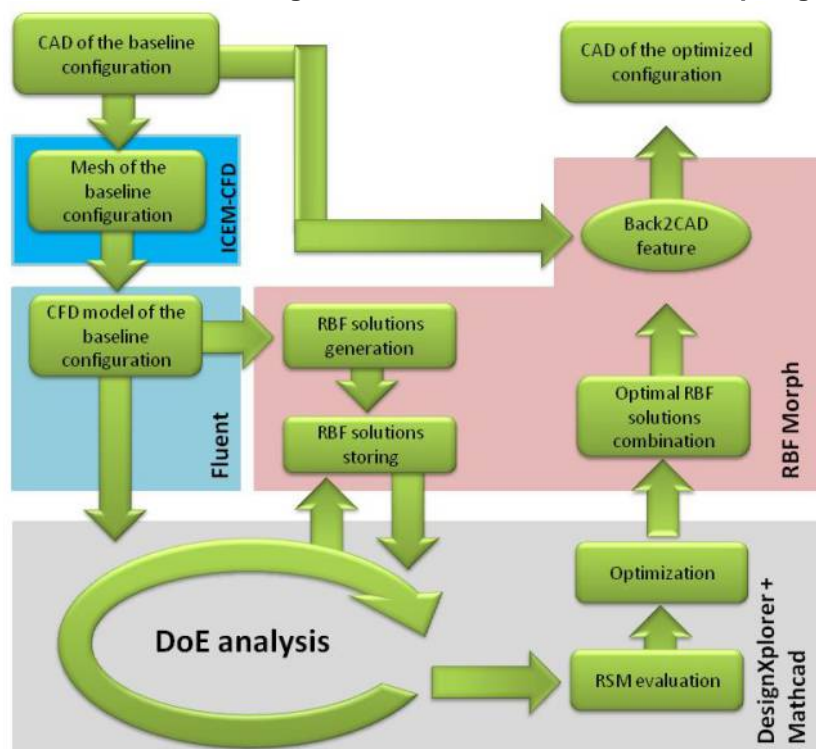 CAD of the baseline
configuration
CAD of the optimized
configuration
Mesh of the
baseline
configuration
ICEM-CFD
Back2CAD
feature
CFD model of the
baseline
configuration
Fluent
RBF solutions
generation
RBF solutions
storing
Optimal RBF
solutions
combination
RBF Morph
DoE analysis
Optimization
RSM evaluation
DesignXplorer +
Mathcad